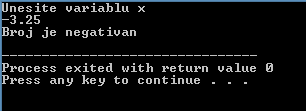 Unesite variablu x
-3.25
Broj je negativan
--------------------------------
Process exited with return value 0
Press any key to continue . . .